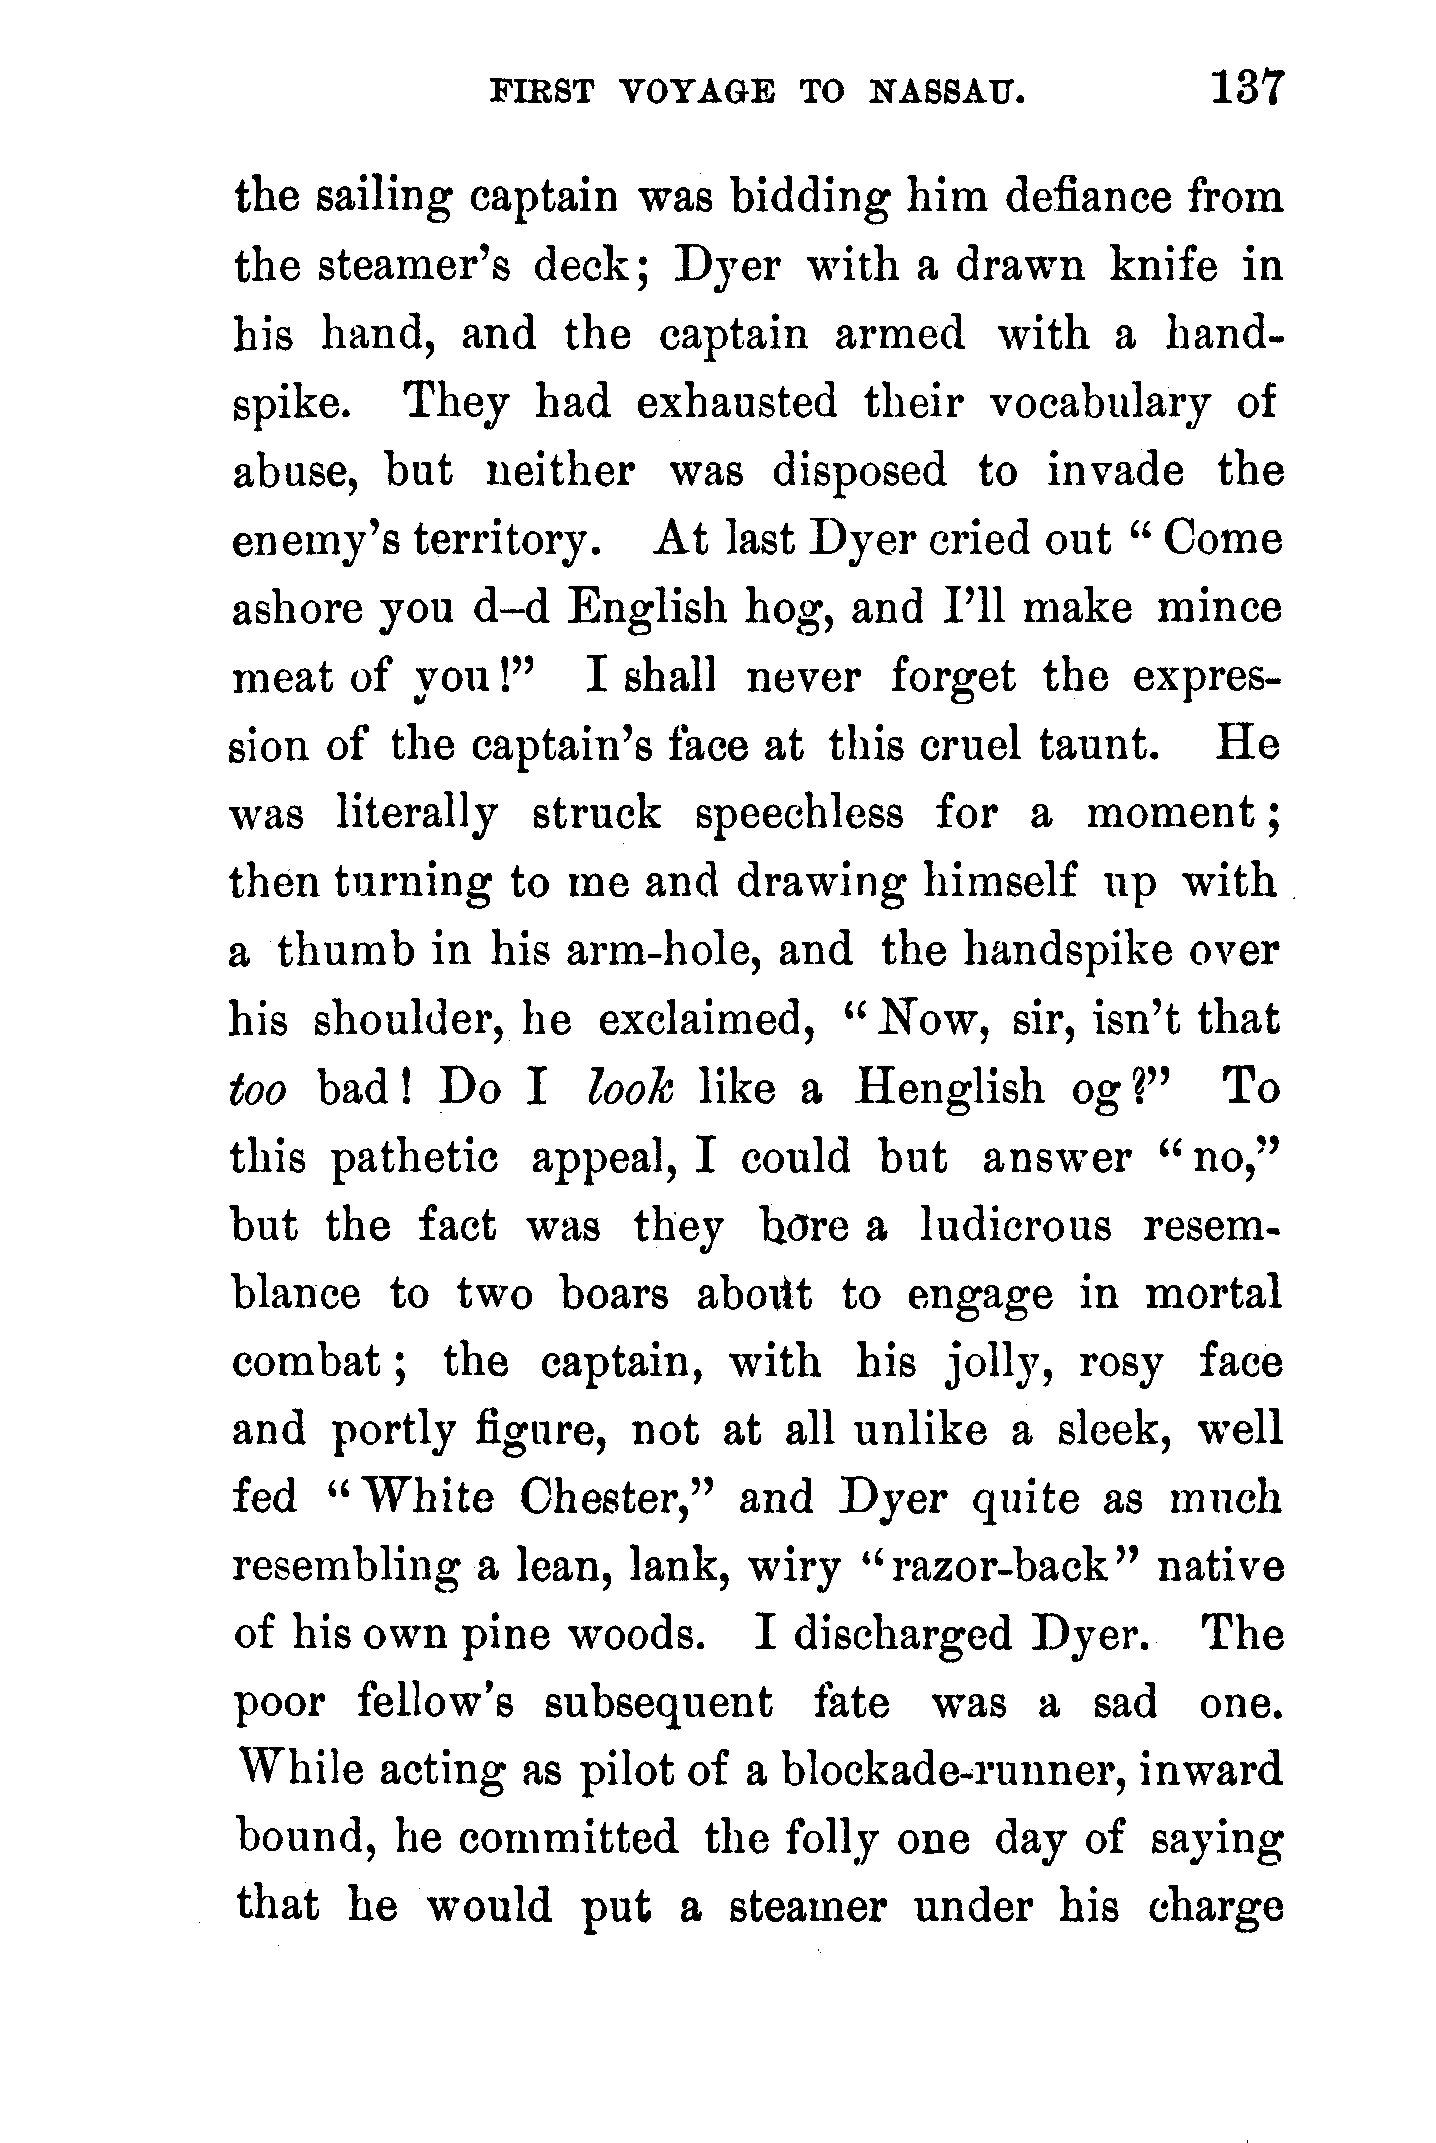 FIRST VOYAGE TO NASSAU. 137
the sailing captain was bidding him defiance from
the steamer's deck; Dyer with a drawn knife in
his hand, and the captain armed with a hand-
spike. They had exhausted their vocabulary of
abuse, but neither was disposed to invade the
enemy's territory. At last Dyer cried out “ Come
ashore you d–d English hog, and I'll make mince
meat of you!” I shall never forget the expres-
sion of the captain's face at this cruel taunt. He
was literally struck speechless for a moment;
then turning to me and drawing himself up with
a thumb in his arm-hole, and the handspike over
his shoulder, he exclaimed, “ Now, sir, isn't that
too bad! Do I look like a Henglish og?” To
this pathetic appeal, I could but answer “ no,”
but the fact was they bore a ludicrous resem-
blance to two boars about to engage in mortal
combat; the captain, with his jolly, rosy face
and portly figure, not at all unlike a sleek, well
fed “ White Chester,” and Dyer quite as much
resembling a lean, lank, wiry “razor-back” native
of his own pine woods. I discharged Dyer. The
poor fellow's subsequent fate was a sad one.
While acting as pilot of a blockade-runner, inward
bound, he committed the folly one day of saying
that he would put a steamer under his charge